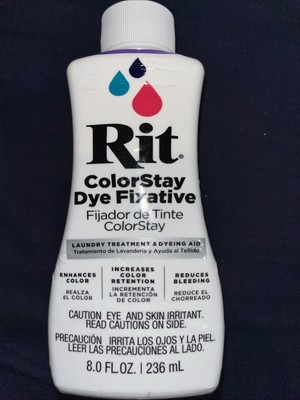 Rit®
ColorStay
Dye Fixative
Fijador de Tinte
ColorStay
LAUNDRY TREATMENT & DYEING AID
Tratamiento de Lavandería y Ayuda al Teñido
ENHANCES
COLOR
REALZA
EL COLOR
INCREASES
COLOR
RETENTION
INCREMENTA
LA RETENCIÓN
DE COLOR
REDUCES
BLEEDING
REDUCE EL
CHORREADO
CAUTION: EYE AND SKIN IRRITANT.
READ CAUTIONS ON SIDE.
PRECAUCIÓN: IRRITA LOS OJOS Y LA PIEL.
LEER LAS PRECAUCIONES AL LADO.
8.0 FL.OZ. | 236 mL